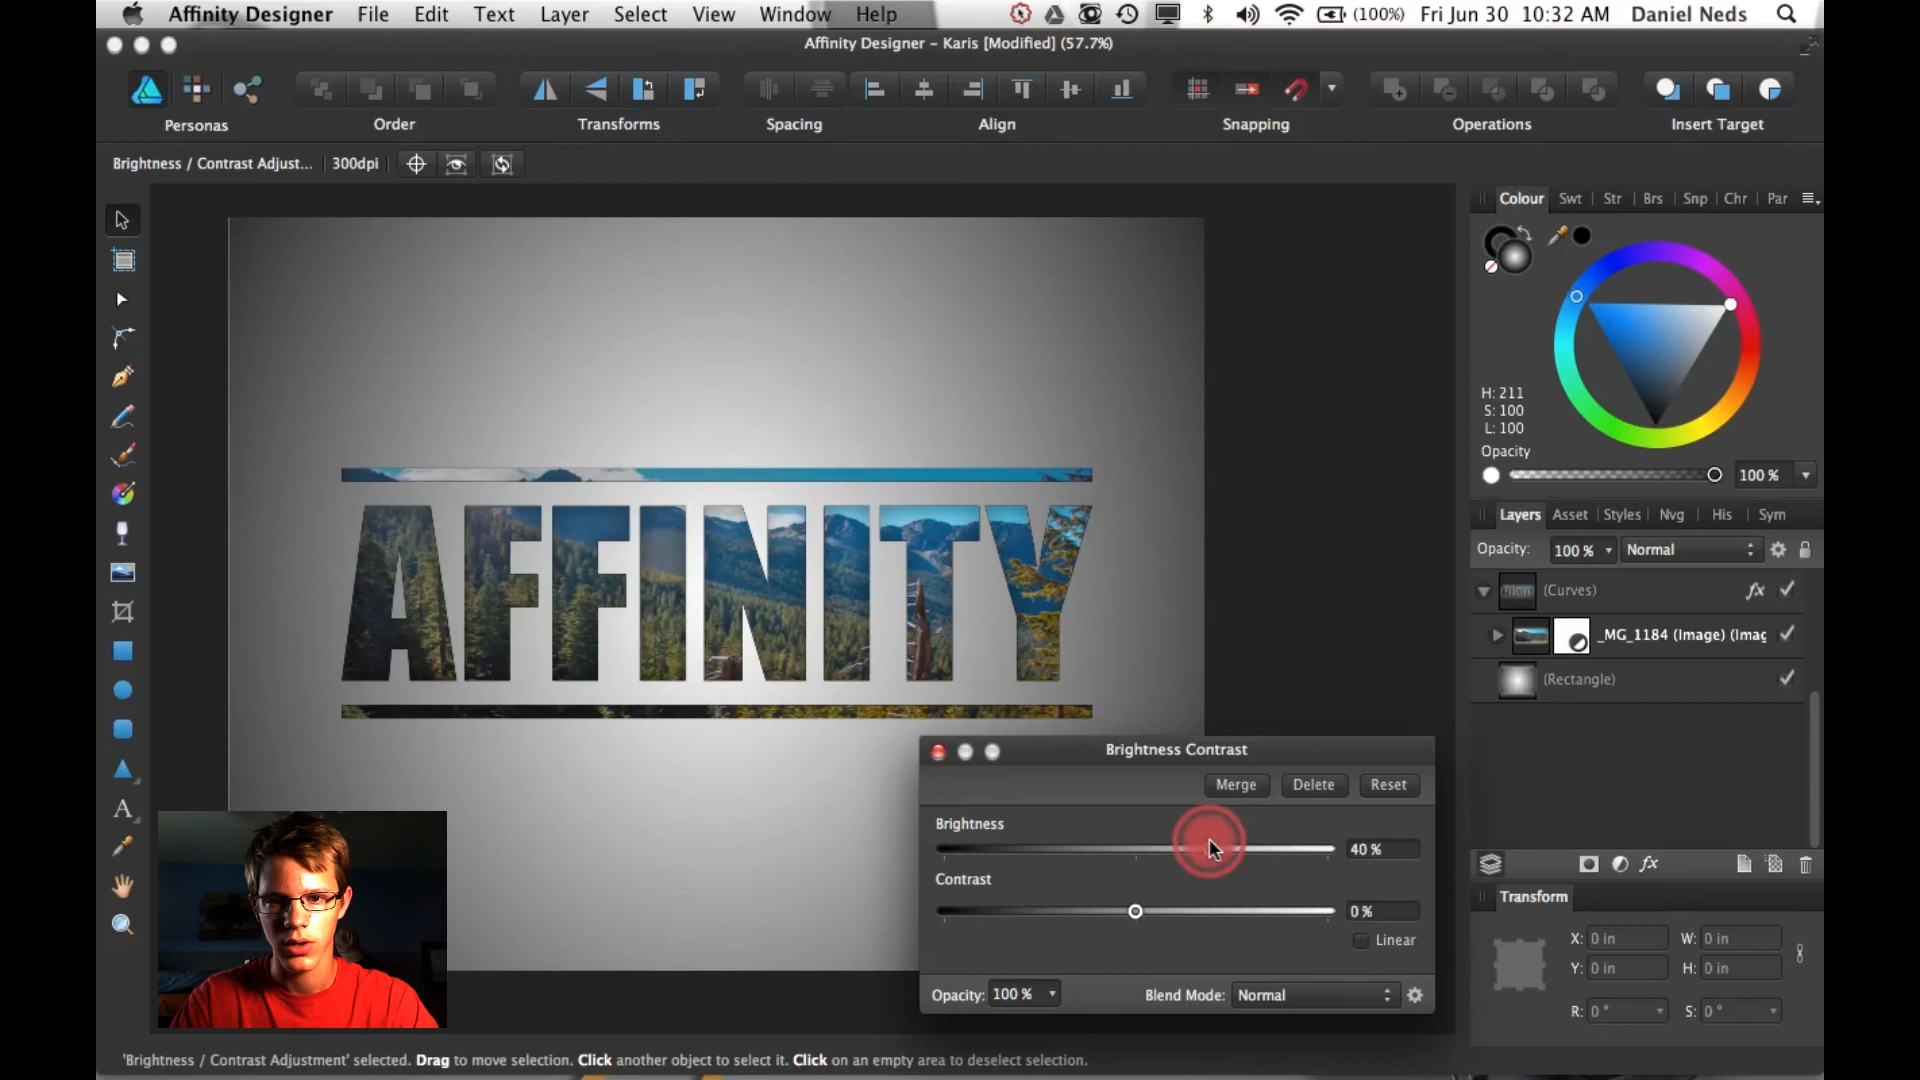 Affinity Designer File Edit Text Layer Select View Window Help (100%) Fri Jun 30 10:32 AM Daniel Neds
Affinity Designer – Karis [Modified] (57.7%)
Personas Order Transforms Spacing Align Snapping Operations Insert Target
Brightness / Contrast Adjust... 300dpi
Colour Swt Str Brs Snp Chr Par
H: 211
S: 100
L: 100
Opacity
100 %
AFFINITY
Layers Asset Styles Nvg His Sym
Opacity: 100 % Normal
(Curves) fx
_MG_1184 (Image) (Imag
(Rectangle)
fx
Brightness Contrast
Merge Delete Reset
Brightness
40 %
Contrast
0 %
Linear
Opacity: 100 % Blend Mode: Normal
Transform
X: 0 in W: 0 in
Y: 0 in H: 0 in
R: 0 ° S: 0 °
A
'Brightness / Contrast Adjustment' selected. Drag to move selection. Click another object to select it. Click on an empty area to deselect selection.